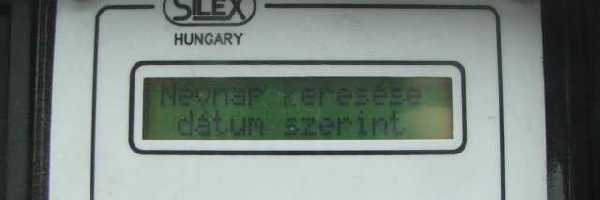 SILEX
HUNGARY
Névnap keresése
dátum szerint